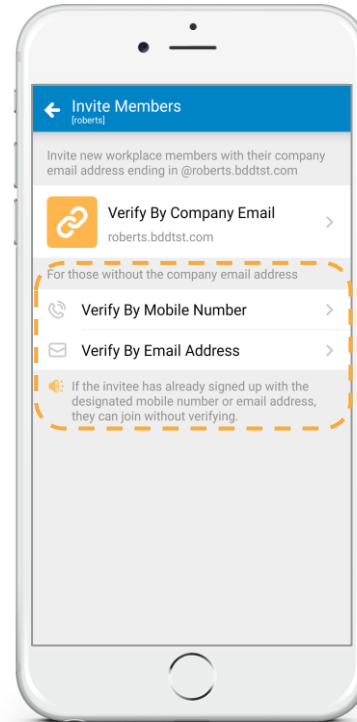 Invite Members
[roberts]
Invite new workplace members with their company
email address ending in @roberts.bddtst.com
Verify By Company Email
roberts.bddtst.com
For those without the company email address
Verify By Mobile Number
Verify By Email Address
If the invitee has already signed up with the
designated mobile number or email address,
they can join without verifying.